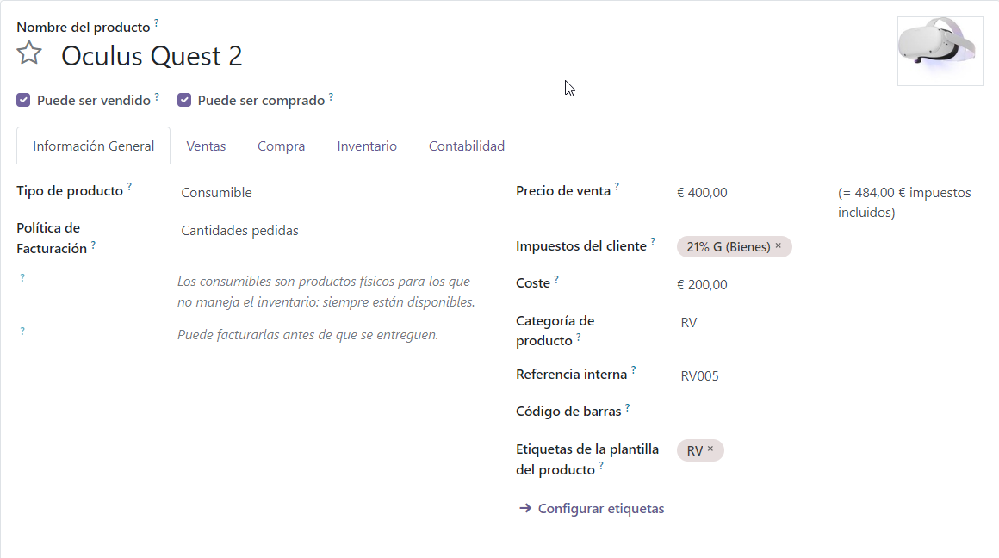 Nombre del producto ?
Oculus Quest 2
Puede ser vendido ? Puede ser comprado ?
Información General Ventas Compra Inventario Contabilidad
Tipo de producto ? Consumible
Política de
Facturación ? Cantidades pedidas
? Los consumibles son productos físicos para los que
no maneja el inventario: siempre están disponibles.
? Puede facturarlas antes de que se entreguen.
Precio de venta ? € 400,00 (= 484,00 € impuestos
incluidos)
Impuestos del cliente ? 21% G (Bienes) ×
Coste ? € 200,00
Categoría de
producto ? RV
Referencia interna ? RV005
Código de barras ?
Etiquetas de la plantilla
del producto ? RV ×
→ Configurar etiquetas